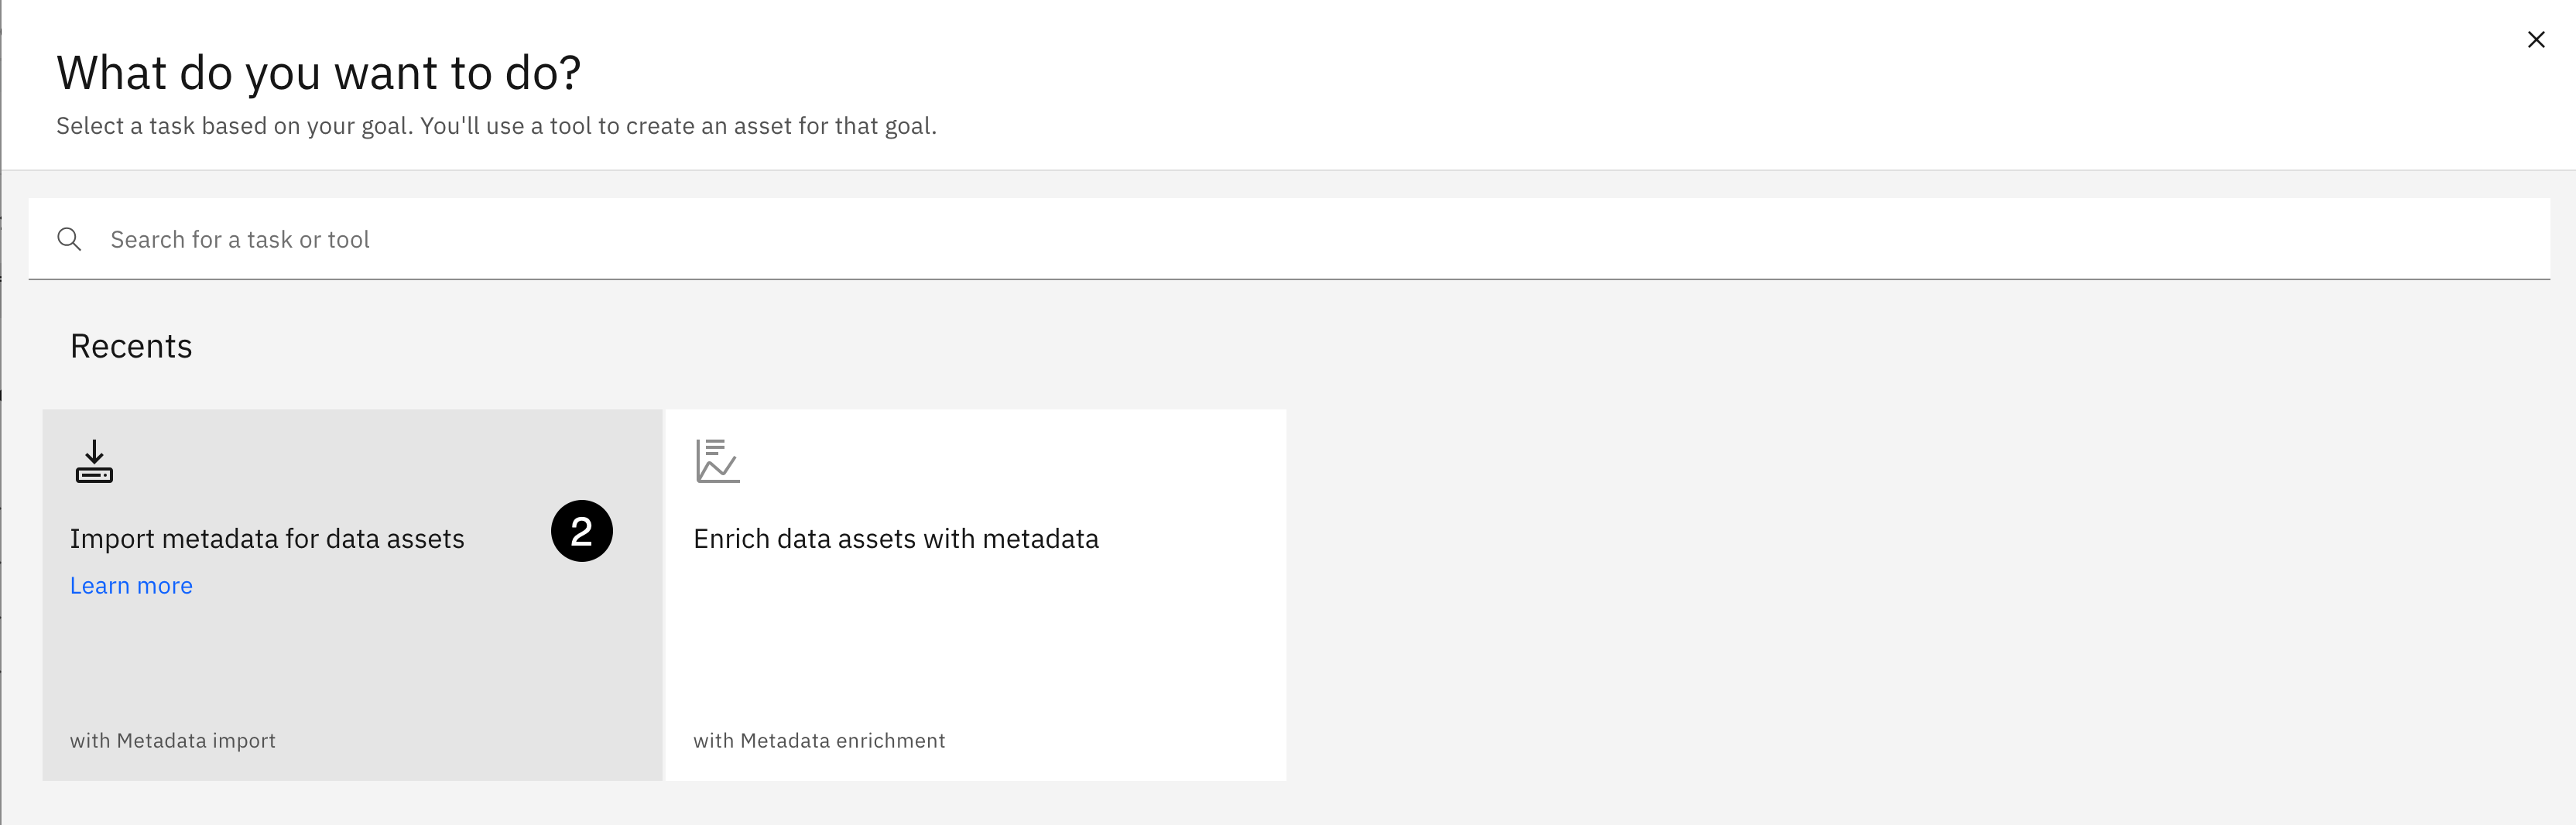 What do you want to do?
Select a task based on your goal. You'll use a tool to create an asset for that goal.
Search for a task or tool
Recents
Import metadata for data assets
2
Learn more
with Metadata import
Enrich data assets with metadata
with Metadata enrichment